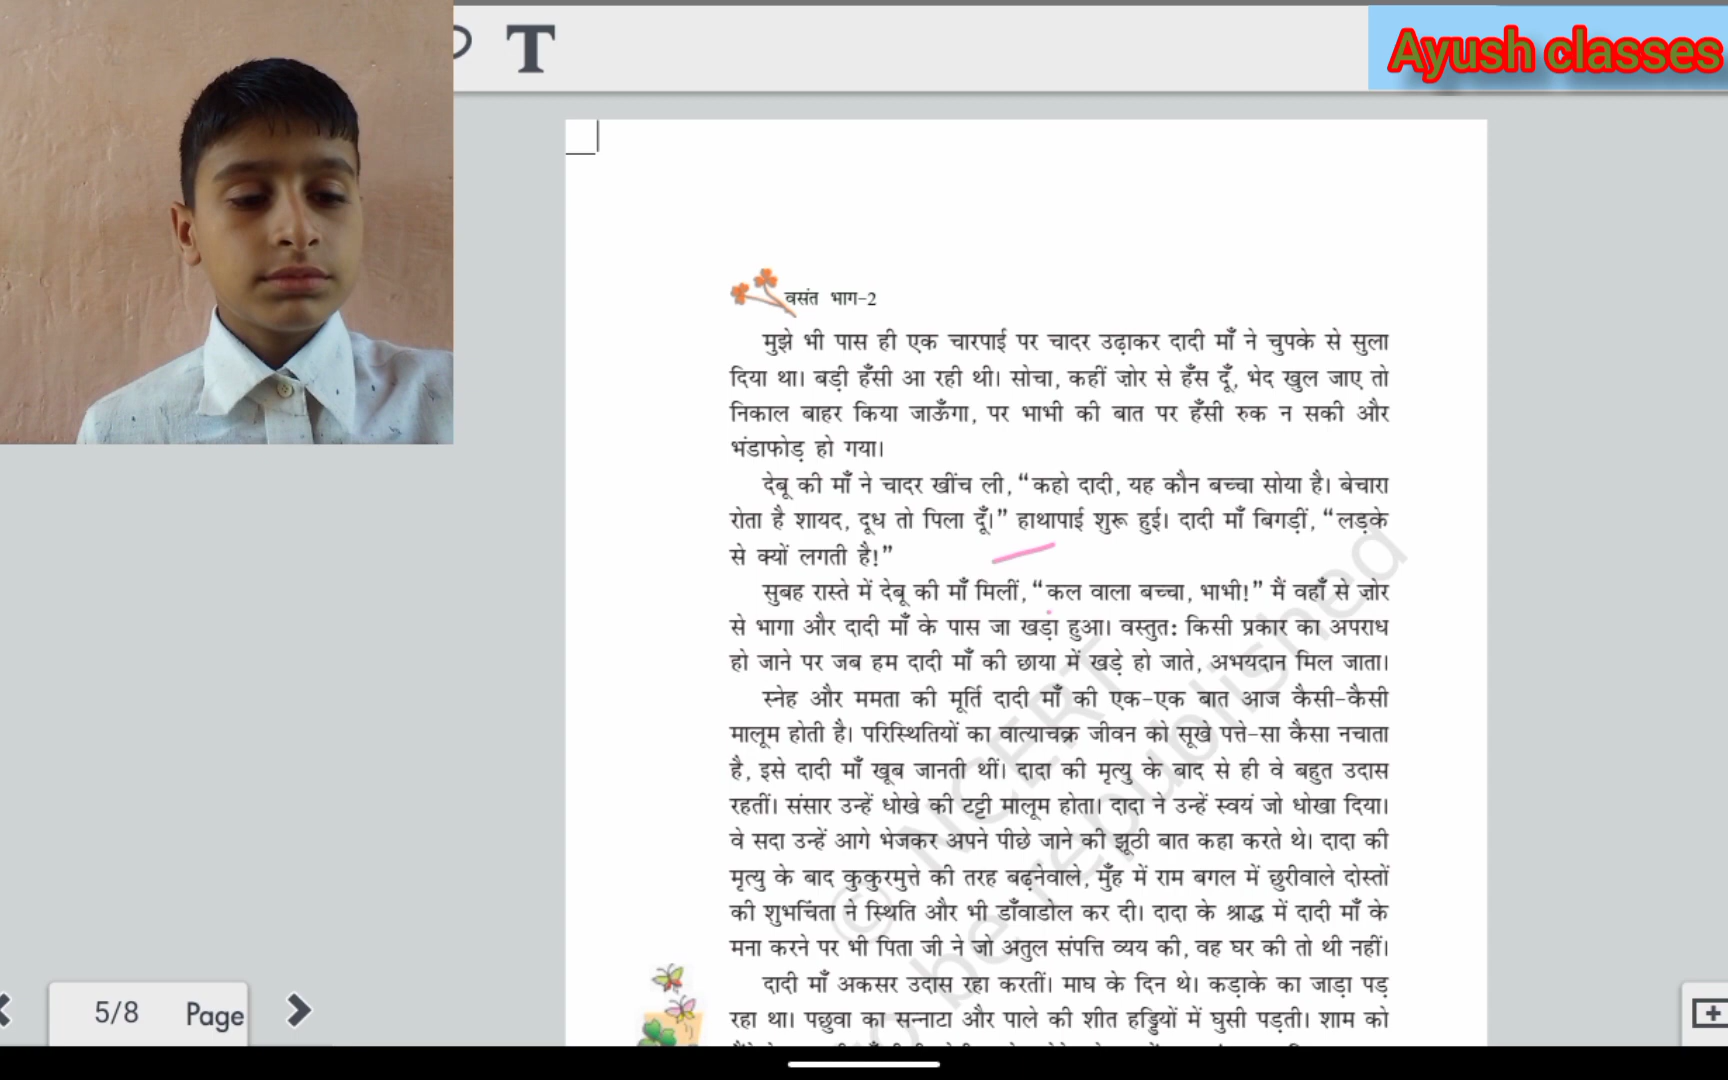 T
Ayush classes
वसंत भाग-2
मुझे भी पास ही एक चारपाई पर चादर उढ़ाकर दादी माँ ने चुपके से सुला
दिया था। बड़ी हँसी आ रही थी। सोचा, कहीं ज़ोर से हँस दूँ, भेद खुल जाए तो
निकाल बाहर किया जाऊँगा, पर भाभी की बात पर हँसी रुक न सकी और
भंडाफोड़ हो गया।
देबू की माँ ने चादर खींच ली, “कहो दादी, यह कौन बच्चा सोया है। बेचारा
रोता है शायद, दूध तो पिला दूँ।” हाथापाई शुरू हुई। दादी माँ बिगड़ीं, “लड़के
से क्यों लगती है!”
सुबह रास्ते में देबू की माँ मिलीं, “कल वाला बच्चा, भाभी!” मैं वहाँ से ज़ोर
से भागा और दादी माँ के पास जा खड़ा हुआ। वस्तुत: किसी प्रकार का अपराध
हो जाने पर जब हम दादी माँ की छाया में खड़े हो जाते, अभयदान मिल जाता।
स्नेह और ममता की मूर्ति दादी माँ की एक-एक बात आज कैसी-कैसी
मालूम होती है। परिस्थितियों का वात्याचक्र जीवन को सूखे पत्ते-सा कैसा नचाता
है, इसे दादी माँ खूब जानती थीं। दादा की मृत्यु के बाद से ही वे बहुत उदास
रहतीं। संसार उन्हें धोखे की टट्टी मालूम होता। दादा ने उन्हें स्वयं जो धोखा दिया।
वे सदा उन्हें आगे भेजकर अपने पीछे जाने की झूठी बात कहा करते थे। दादा की
मृत्यु के बाद कुकुरमुत्ते की तरह बढ़नेवाले, मुँह में राम बगल में छुरीवाले दोस्तों
की शुभचिंता ने स्थिति और भी डाँवाडोल कर दी। दादा के श्राद्ध में दादी माँ के
मना करने पर भी पिता जी ने जो अतुल संपत्ति व्यय की, वह घर की तो थी नहीं।
दादी माँ अकसर उदास रहा करतीं। माघ के दिन थे। कड़ाके का जाड़ा पड़
रहा था। पछुवा का सन्नाटा और पाले की शीत हड्डियों में घुसी पड़ती। शाम को
© NCERT
be republished
5/8 Page